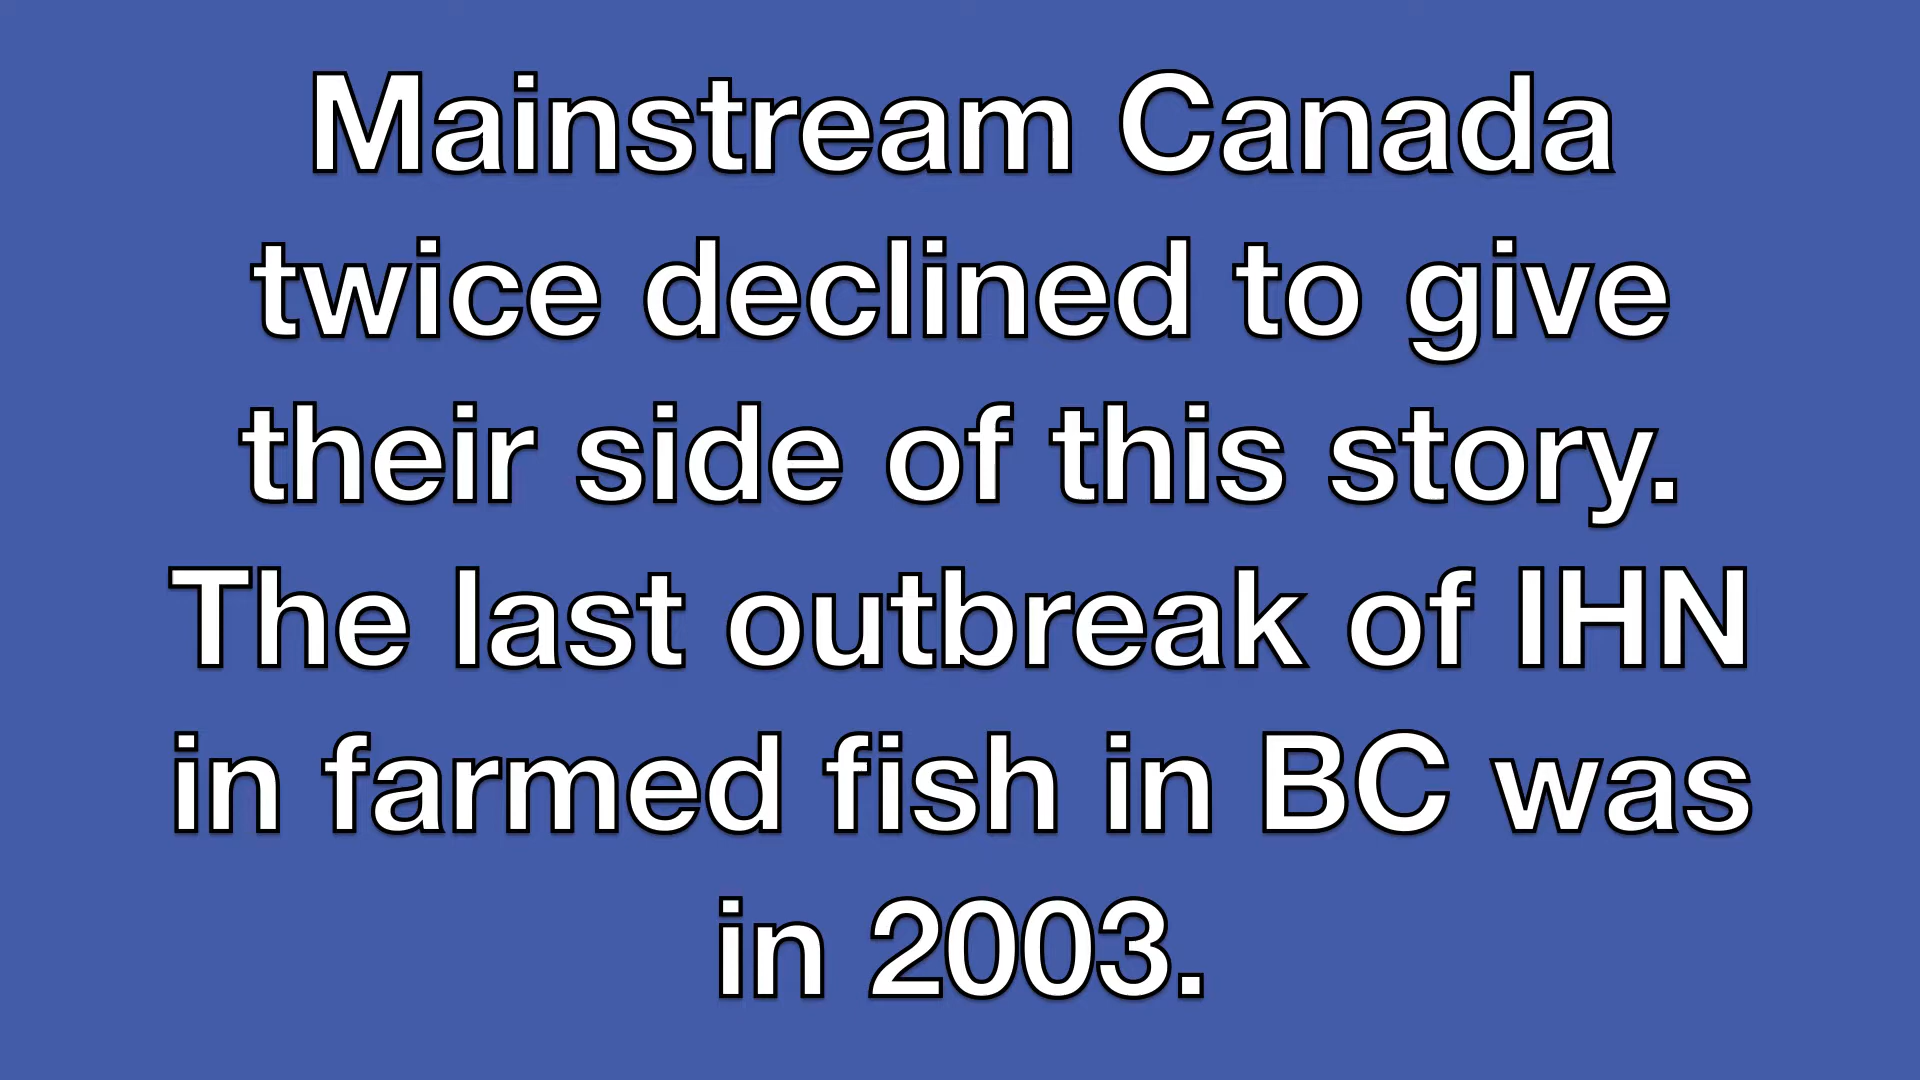 Mainstream Canada
twice declined to give
their side of this story.
The last outbreak of IHN
in farmed fish in BC was
in 2003.